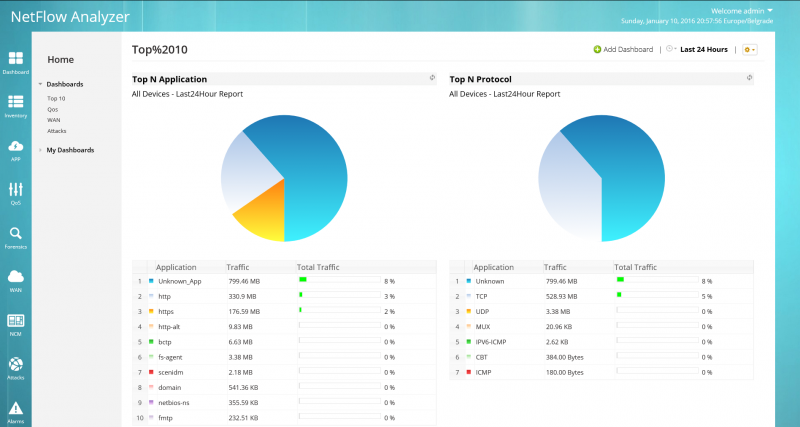 NetFlow Analyzer
Welcome admin
Sunday, January 10, 2016 20:57:56 Europe/Belgrade
Dashboard
Inventory
APP
QoS
Forensics
WAN
NCM
Attacks
Alarms
Home
Dashboards
Top 10
Qos
WAN
Attacks
My Dashboards
Top%2010
Add Dashboard | Last 24 Hours |
Top N Application
All Devices - Last24Hour Report
Application Traffic Total Traffic
1 Unknown_App 799.46 MB 8 %
2 http 330.9 MB 3 %
3 https 176.59 MB 2 %
4 http-alt 9.83 MB 0 %
5 bctp 6.63 MB 0 %
6 fs-agent 3.38 MB 0 %
7 scenidm 2.18 MB 0 %
8 domain 541.36 KB 0 %
9 netbios-ns 355.59 KB 0 %
10 fmtp 232.51 KB 0 %
Top N Protocol
All Devices - Last24Hour Report
Application Traffic Total Traffic
1 Unknown 799.46 MB 8 %
2 TCP 528.93 MB 5 %
3 UDP 3.38 MB 0 %
4 MUX 20.96 KB 0 %
5 IPV6-ICMP 2.62 KB 0 %
6 CBT 384.00 Bytes 0 %
7 ICMP 180.00 Bytes 0 %